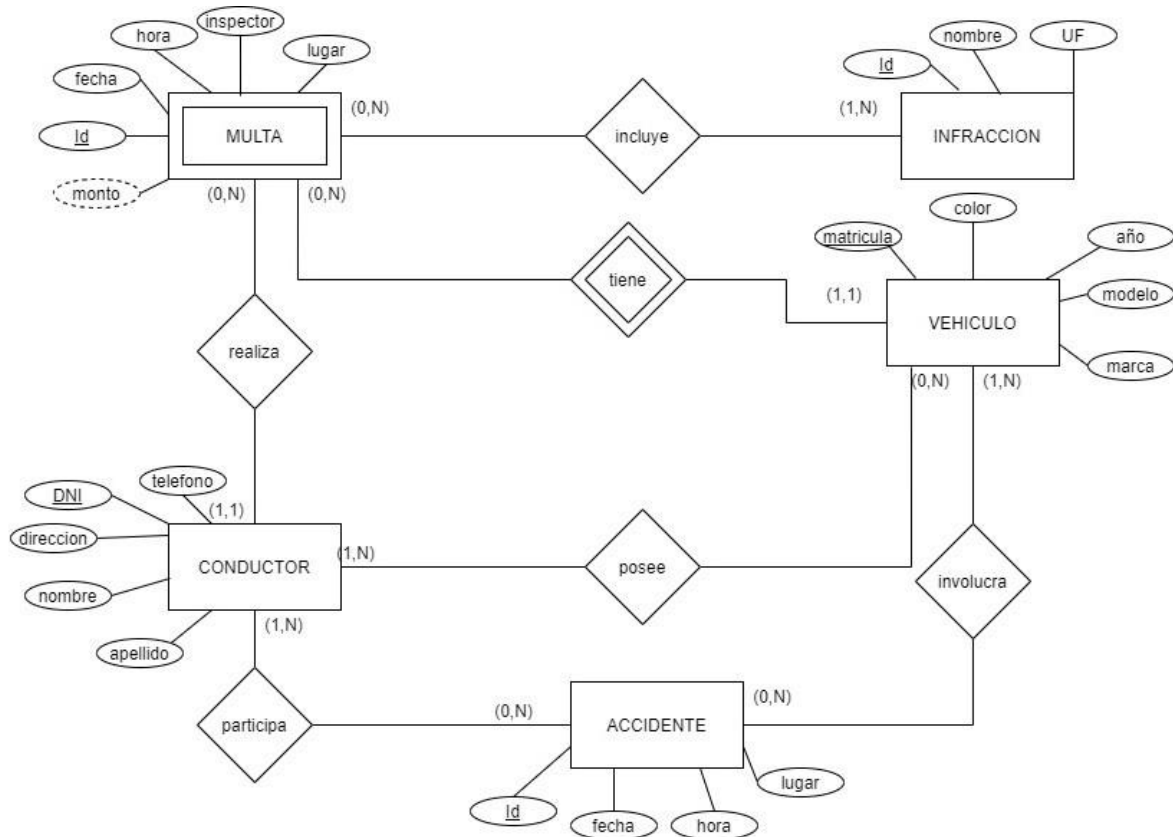 inspector
hora
lugar
fecha
Id
monto
MULTA
(0,N)
(0,N)
(0,N)
incluye
(1,N)
nombre
UF
Id
INFRACCION
color
matricula
año
modelo
marca
tiene
(1,1)
VEHICULO
(0,N)
(1,N)
realiza
telefono
DNI
(1,1)
direccion
CONDUCTOR
(1,N)
nombre
apellido
(1,N)
posee
involucra
participa
(0,N)
ACCIDENTE
(0,N)
Id
fecha
hora
lugar